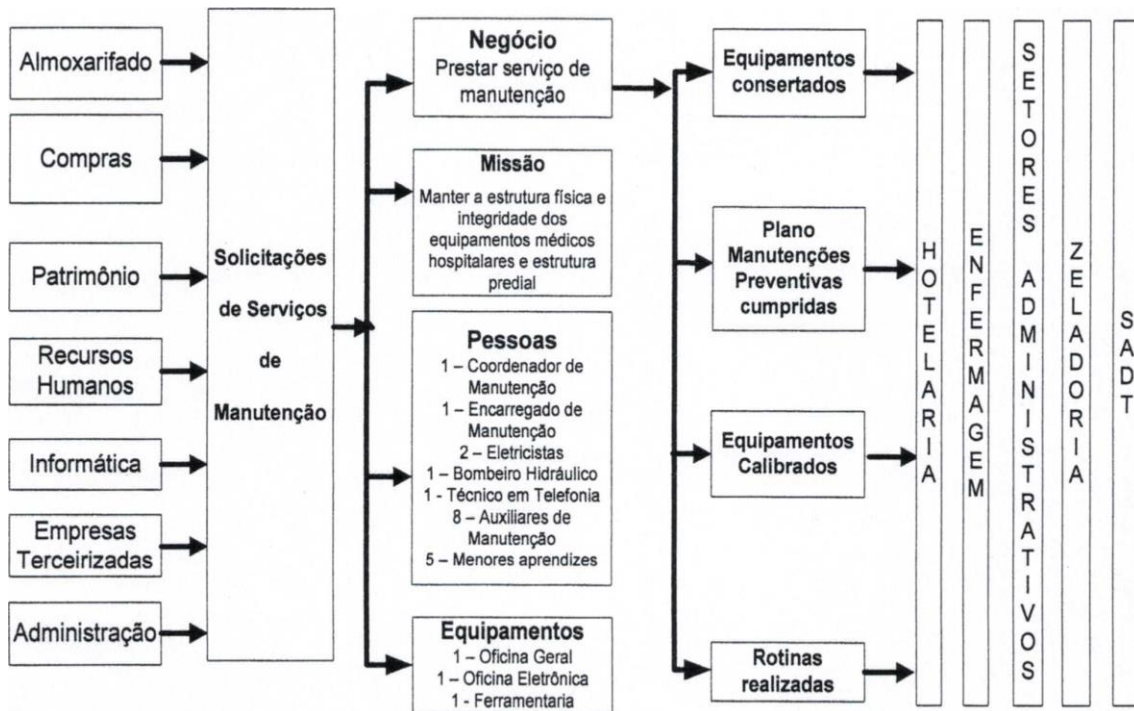 Almoxarifado
Compras
Patrimônio
Recursos
Humanos
Informática
Empresas
Terceirizadas
Administração
Solicitações
de Serviços
de
Manutenção
Negócio
Prestar serviço de
manutenção
Missão
Manter a estrutura física e
integridade dos
equipamentos médicos
hospitalares e estrutura
predial
Pessoas
1 – Coordenador de
Manutenção
1 – Encarregado de
Manutenção
2 – Eletricistas
1 – Bombeiro Hidráulico
1 - Técnico em Telefonia
8 – Auxiliares de
Manutenção
5 – Menores aprendizes
Equipamentos
1 – Oficina Geral
1 – Oficina Eletrônica
1 - Ferramentaria
Equipamentos
consertados
Plano
Manutenções
Preventivas
cumpridas
Equipamentos
Calibrados
Rotinas
realizadas
HOTELARIA
ENFERMAGEM
SETORES ADMINISTRATIVOS
ZELADORIA
SADT